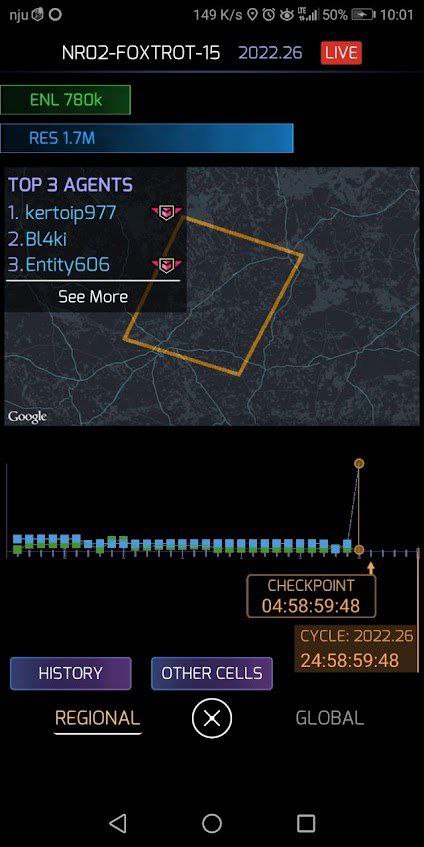 nju 149 K/s LTE 50% 10:01
NR02-FOXTROT-15 2022.26 LIVE
ENL 780k
RES 1.7M
TOP 3 AGENTS
1. kertoip977
2.Bl4ki
3.Entity606
See More
Google
CHECKPOINT
04:58:59:48
CYCLE: 2022.26
24:58:59:48
HISTORY OTHER CELLS
REGIONAL GLOBAL